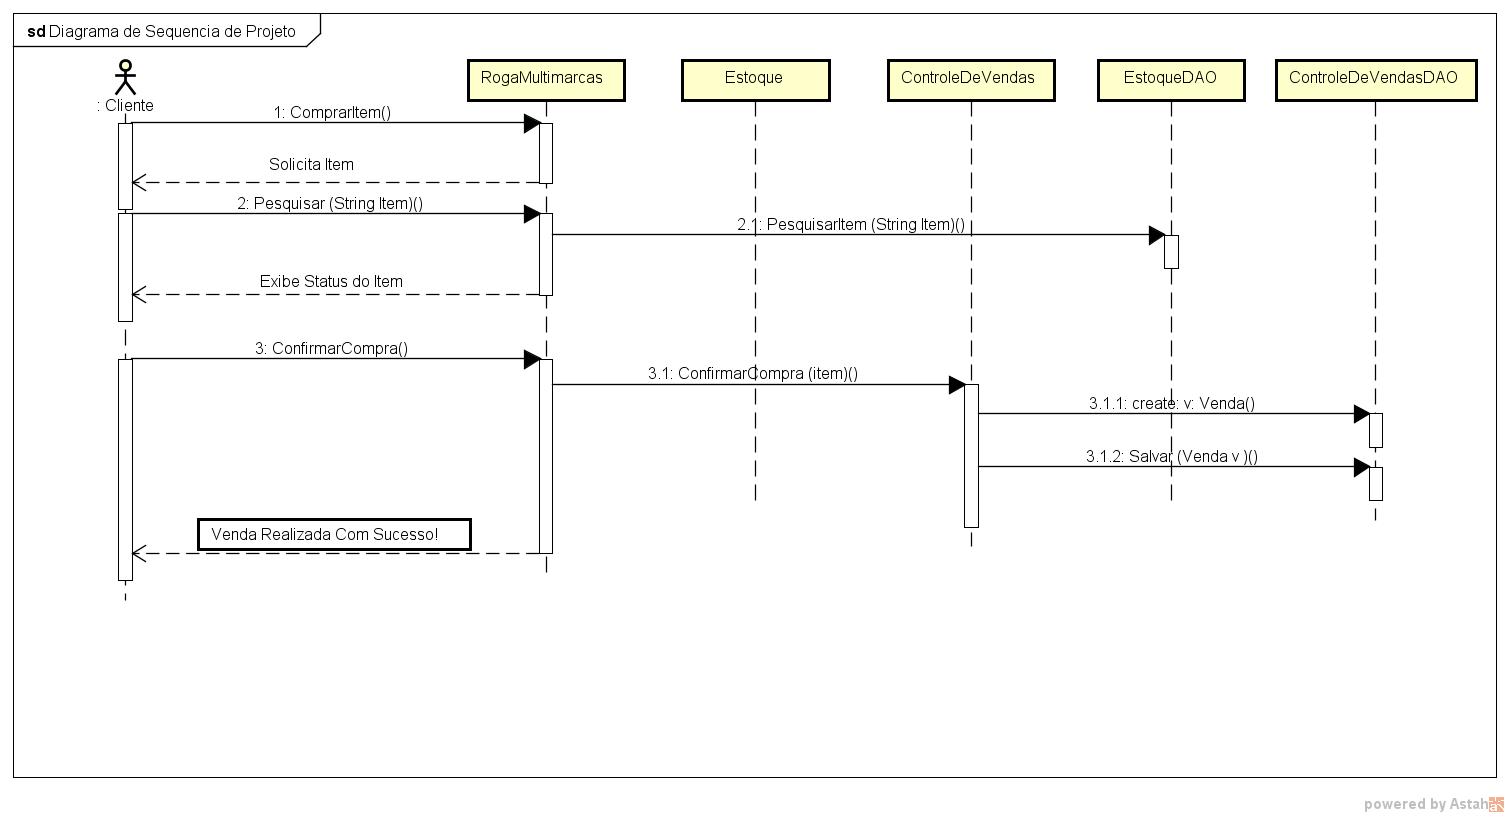 sd Diagrama de Sequencia de Projeto
: Cliente
RogaMultimarcas
Estoque
ControleDeVendas
EstoqueDAO
ControleDeVendasDAO
1: ComprarItem()
Solicita Item
2: Pesquisar (String Item)()
2.1: PesquisarItem (String Item)()
Exibe Status do Item
3: ConfirmarCompra()
3.1: ConfirmarCompra (item)()
3.1.1: create: v: Venda()
3.1.2: Salvar (Venda v )()
Venda Realizada Com Sucesso!
powered by Astah